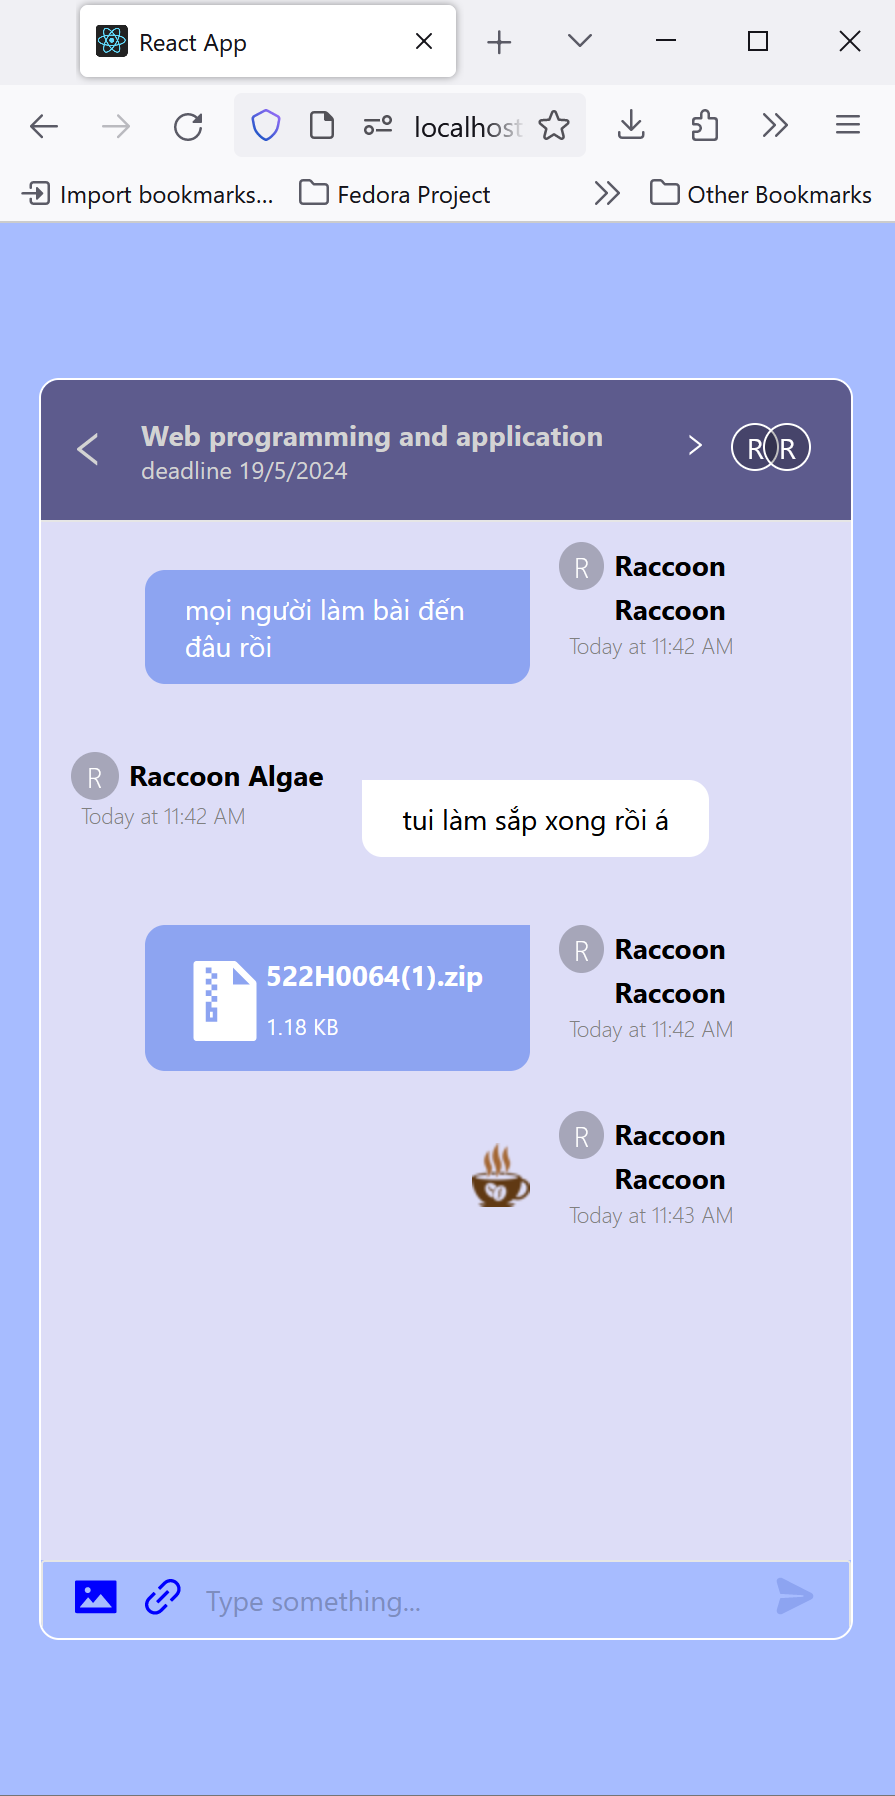 React App
localhost
Import bookmarks...
Fedora Project
Other Bookmarks
Web programming and application
deadline 19/5/2024
R R
mọi người làm bài đến
đâu rồi
R Raccoon
Raccoon
Today at 11:42 AM
R Raccoon Algae
Today at 11:42 AM
tui làm sắp xong rồi á
522H0064(1).zip
1.18 KB
R Raccoon
Raccoon
Today at 11:42 AM
R Raccoon
Raccoon
Today at 11:43 AM
Type something...